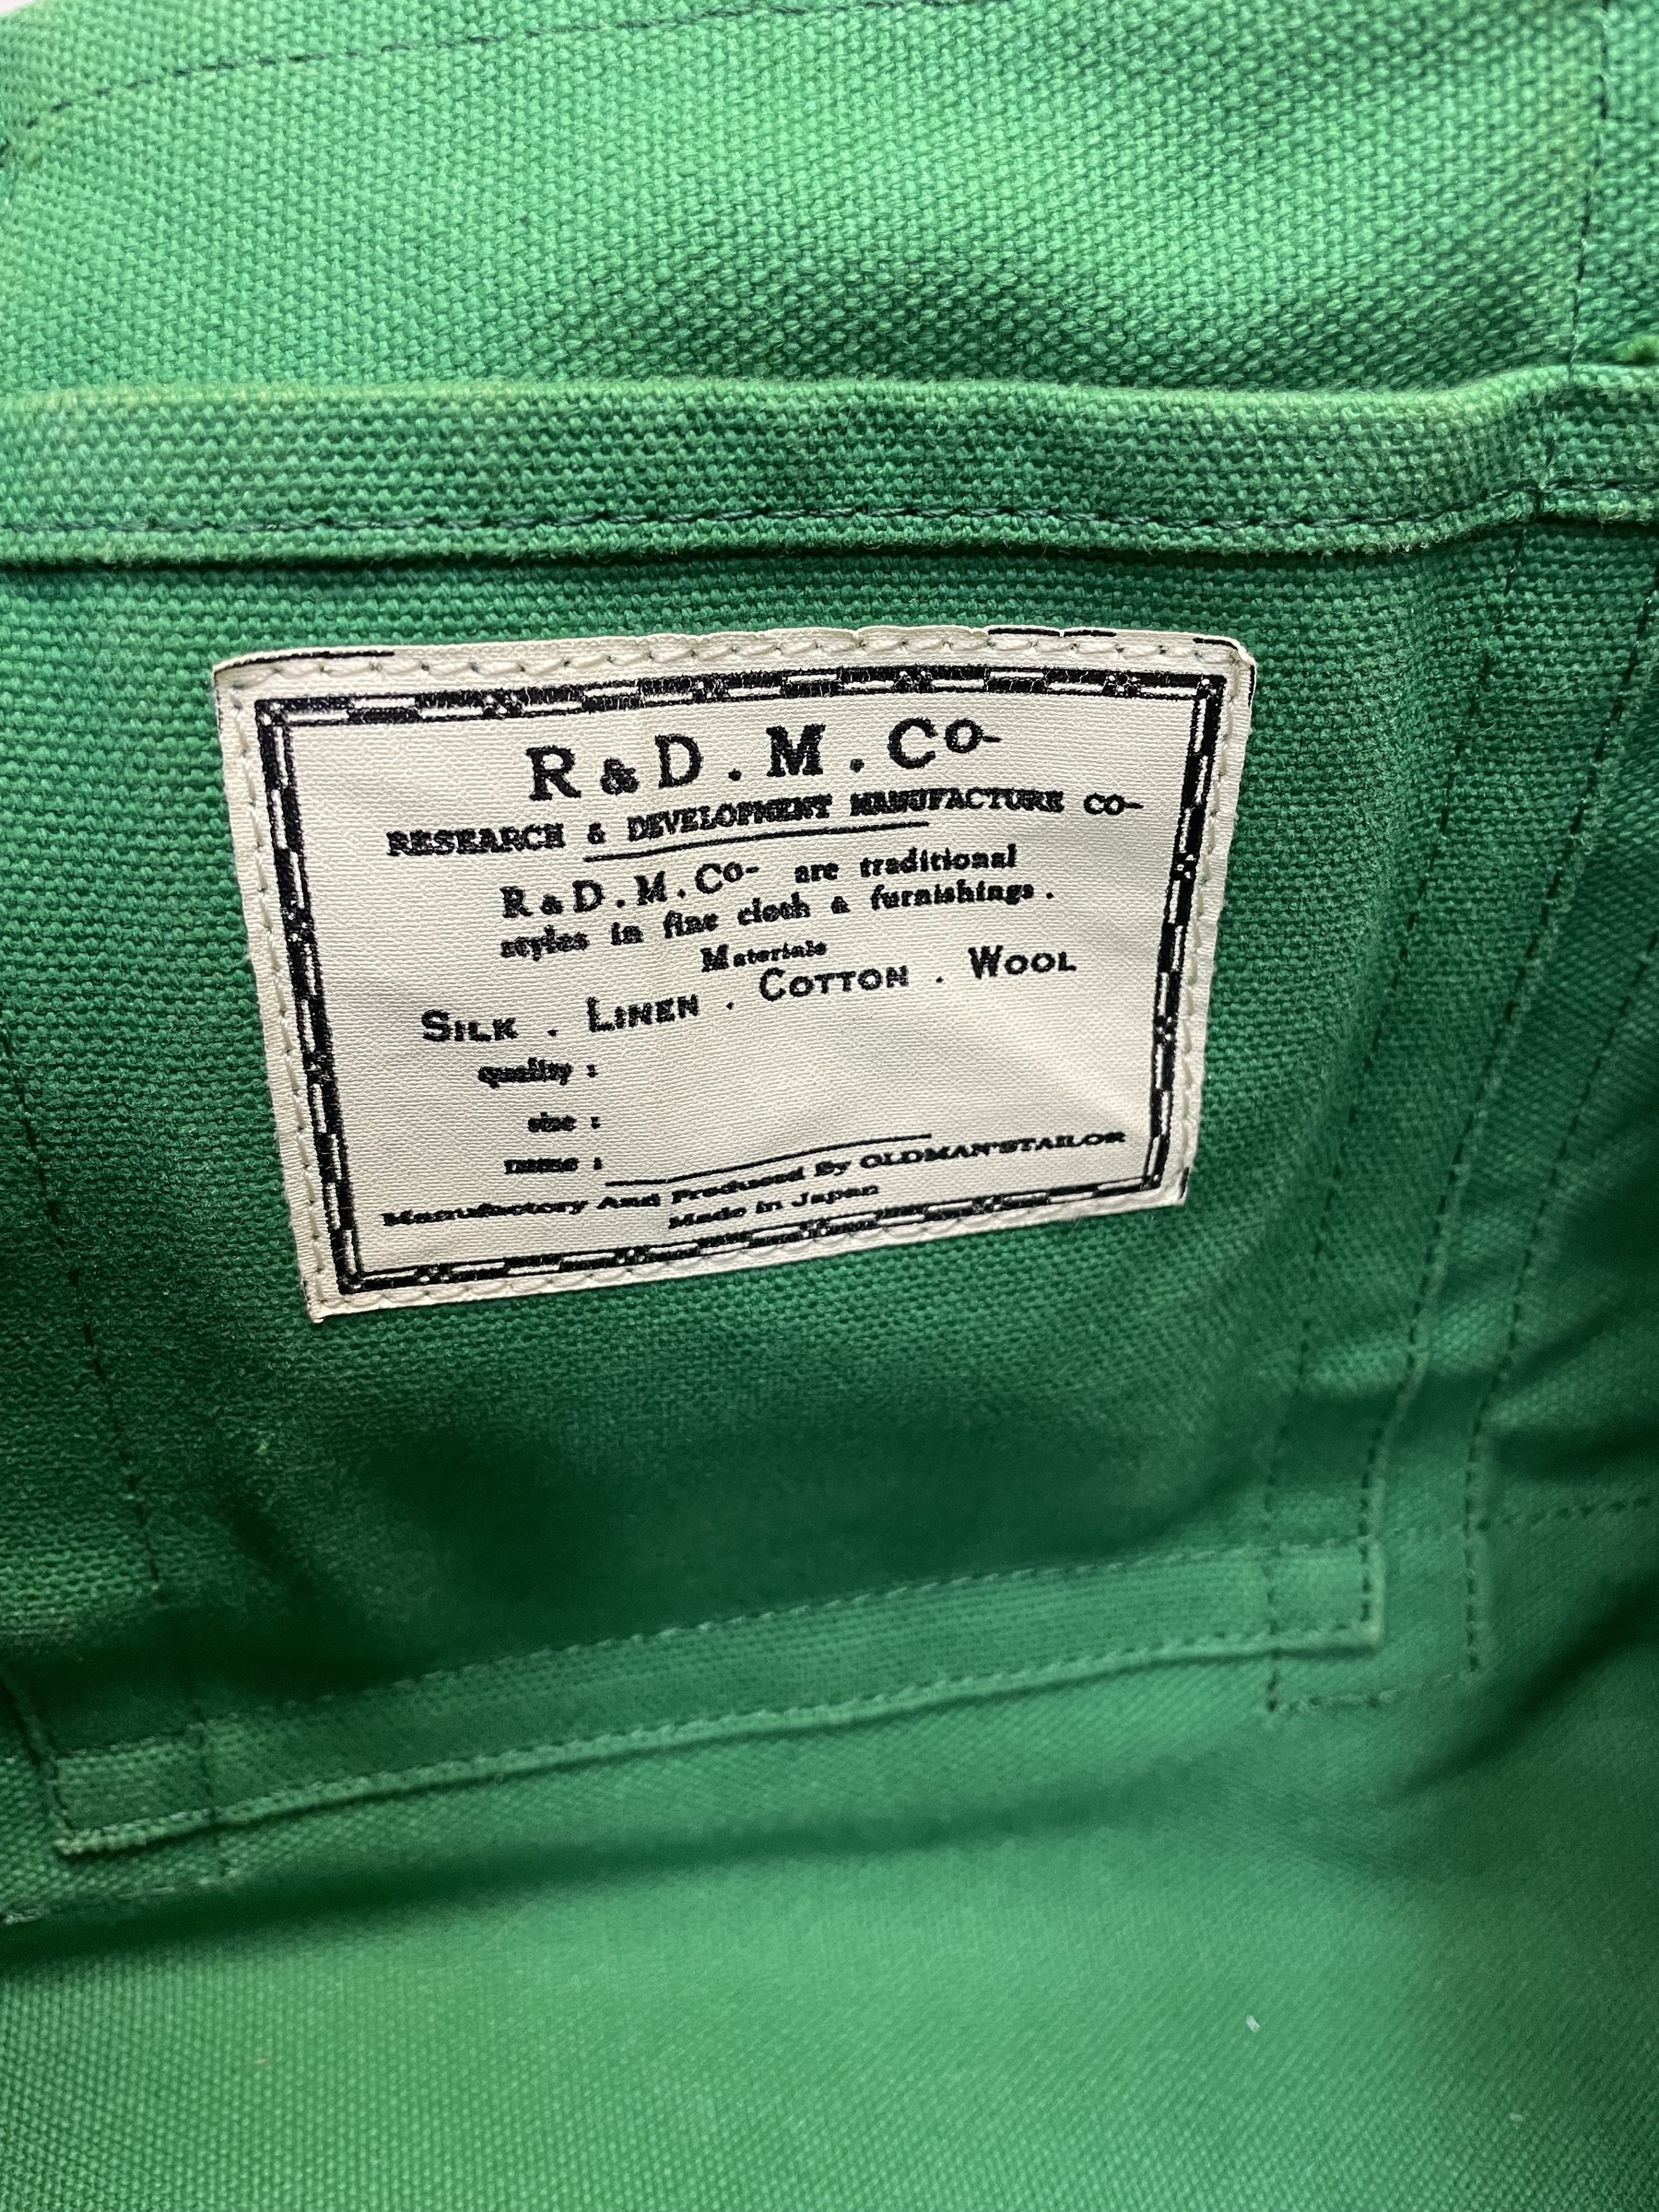 R & D . M . Co-
RESEARCH & DEVELOPMENT MANUFACTURE CO-
R & D . M . Co- are traditional
styles in fine cloth & furnishings .
Materials
SILK . LINEN . COTTON . WOOL
quality :
size :
name :
Manufactory And Produced By OLDMAN'STAILOR
Made in Japan